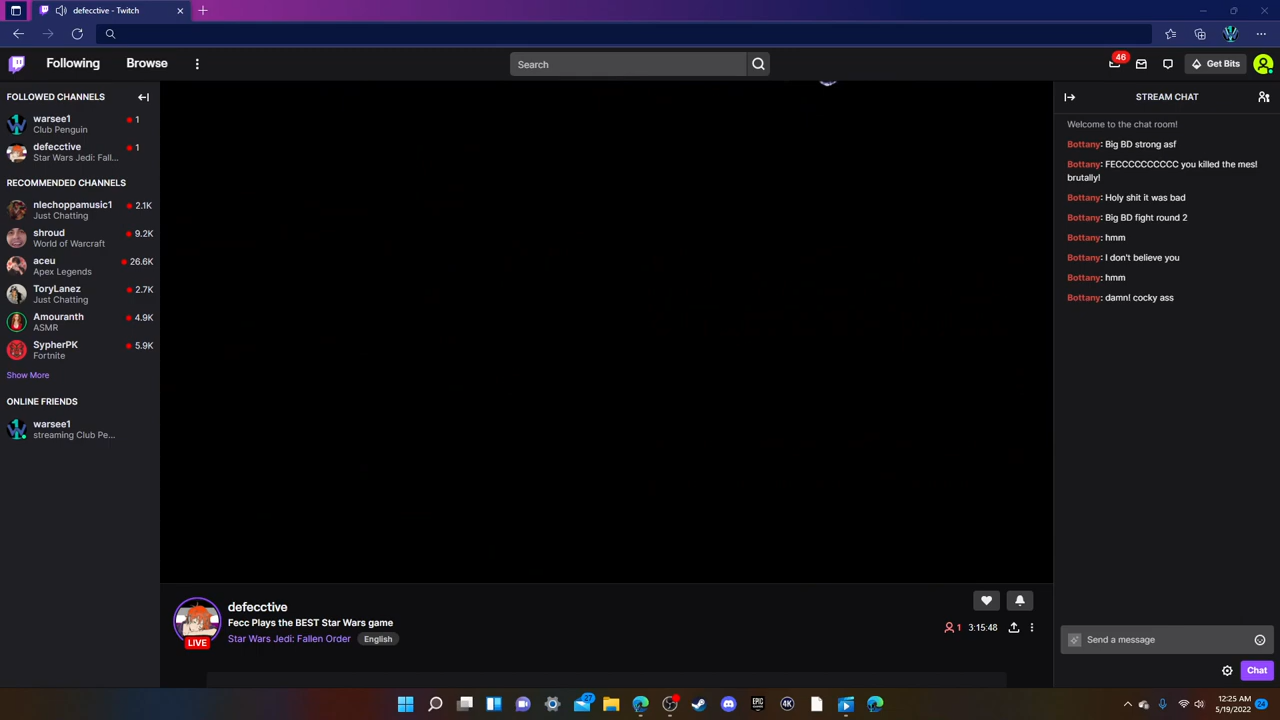 defecctive - Twitch
Following
Browse
Search
46
Get Bits
FOLLOWED CHANNELS
warsee1
1
Club Penguin
defecctive
1
Star Wars Jedi: Fall...
RECOMMENDED CHANNELS
nlechoppamusic1
2.1K
Just Chatting
shroud
9.2K
World of Warcraft
aceu
26.6K
Apex Legends
ToryLanez
2.7K
Just Chatting
Amouranth
4.9K
ASMR
SypherPK
5.9K
Fortnite
Show More
ONLINE FRIENDS
warsee1
streaming Club Pe...
defecctive
Fecc Plays the BEST Star Wars game
Star Wars Jedi: Fallen Order
English
LIVE
1
3:15:48
STREAM CHAT
Welcome to the chat room!
Bottany: Big BD strong asf
Bottany: FECCCCCCCCCC you killed the mesl
brutally!
Bottany: Holy shit it was bad
Bottany: Big BD fight round 2
Bottany: hmm
Bottany: I don't believe you
Bottany: hmm
Bottany: damn! cocky ass
Send a message
Chat
27
EPIC
4K
12:25 AM
5/19/2022
24